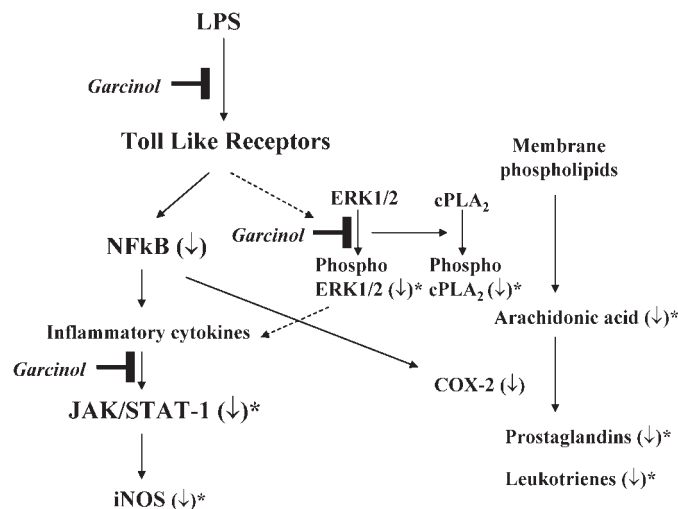 LPS
Garcinol
Toll Like Receptors
Membrane
phospholipids
ERK1/2
cPLA₂
Garcinol
NFkB (↓)
Phospho
ERK1/2 (↓)*
Phospho
cPLA₂ (↓)*
Arachidonic acid (↓)*
Inflammatory cytokines
Garcinol
COX-2 (↓)
JAK/STAT-1 (↓)*
Prostaglandins (↓)*
Leukotrienes (↓)*
iNOS (↓)*